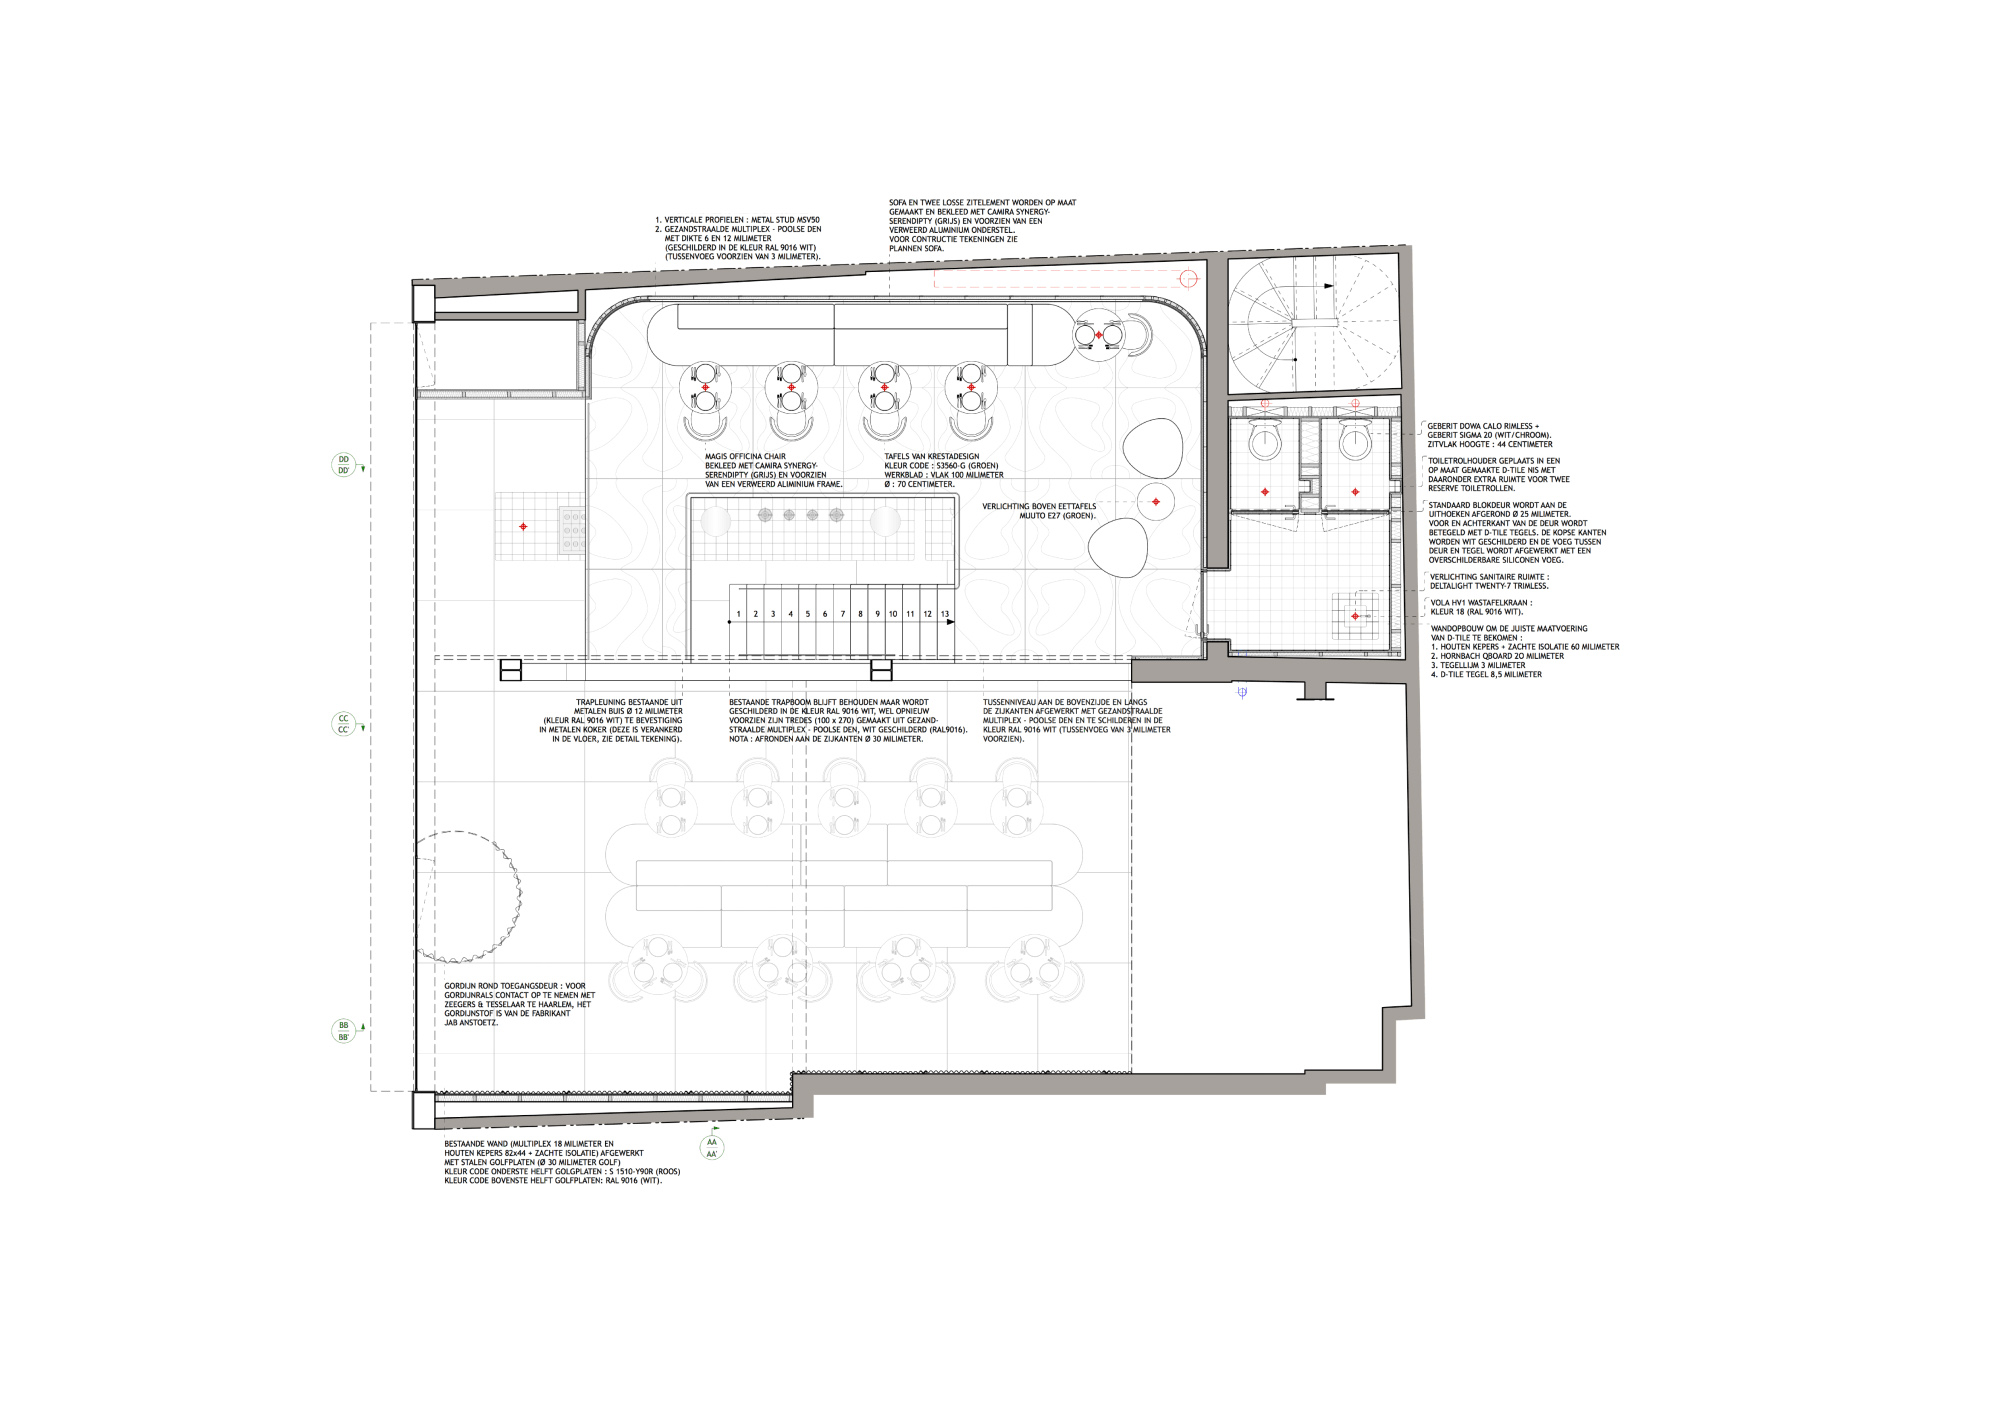 SOFA EN TWEE LOSSE ZITELEMENT WORDEN OP MAAT
GEMAAKT EN BEKLEED MET CAMIRA SYNERGY-
SERENDIPTY (GRIJS) EN VOORZIEN VAN EEN
VERWEERD ALUMINIUM ONDERSTEL.
VOOR CONTRUCTIE TEKENINGEN ZIE
PLANNEN SOFA.
1. VERTICALE PROFIELEN : METAL STUD MSV50
2. GEZANDSTRAALDE MULTIPLEX - POOLSE DEN
MET DIKTE 6 EN 12 MILIMETER
(GESCHILDERD IN DE KLEUR RAL 9016 WIT)
(TUSSENVOEG VOORZIEN VAN 3 MILIMETER).
DD
DD'
MAGIS OFFICINA CHAIR
BEKLEED MET CAMIRA SYNERGY-
SERENDIPTY (GRIJS) EN VOORZIEN
VAN EEN VERWEERD ALIMINIUM FRAME.
TAFELS VAN KRESTADESIGN
KLEUR CODE : S3560-G (GROEN)
WERKBLAD : VLAK 100 MILIMETER
Ø : 70 CENTIMETER.
VERLICHTING BOVEN EETTAFELS
MUUTO E27 (GROEN).
GEBERIT DOWA CALO RIMLESS +
GEBERIT SIGMA 20 (WIT/CHROOM).
ZITVLAK HOOGTE : 44 CENTIMETER
TOILETROLHOUDER GEPLAATS IN EEN
OP MAAT GEMAAKTE D-TILE NIS MET
DAARONDER EXTRA RUIMTE VOOR TWEE
RESERVE TOILETROLLEN.
STANDAARD BLOKDEUR WORDT AAN DE
UITHOEKEN AFGEROND Ø 25 MILIMETER.
VOOR EN ACHTERKANT VAN DE DEUR WORDT
BETEGELD MET D-TILE TEGELS. DE KOPSE KANTEN
WORDEN WIT GESCHILDERD EN DE VOEG TUSSEN
DEUR EN TEGEL WORDT AFGEWERKT MET EEN
OVERSCHILDERBARE SILICONEN VOEG.
VERLICHTING SANITAIRE RUIMTE :
DELTALIGHT TWENTY-7 TRIMLESS.
VOLA HV1 WASTAFELKRAAN :
KLEUR 18 (RAL 9016 WIT).
WANDOPBOUW OM DE JUISTE MAATVOERING
VAN D-TILE TE BEKOMEN :
1. HOUTEN KEPERS + ZACHTE ISOLATIE 60 MILIMETER
2. HORNBACH QBOARD 20 MILIMETER
3. TEGELLIJM 3 MILIMETER
4. D-TILE TEGEL 8,5 MILIMETER
1 2 3 4 5 6 7 8 9 10 11 12 13
CC
CC'
TRAPLEUNING BESTAANDE UIT
METALEN BUIS Ø 12 MILIMETER
(KLEUR RAL 9016 WIT) TE BEVESTIGING
IN METALEN KOKER (DEZE IS VERANKERD
IN DE VLOER, ZIE DETAIL TEKENING).
BESTAANDE TRAPBOOM BLIJFT BEHOUDEN MAAR WORDT
GESCHILDERD IN DE KLEUR RAL 9016 WIT, WEL OPNIEUW
VOORZIEN ZIJN TREDES (100 x 270) GEMAAKT UIT GEZAND-
STRAALDE MULTIPLEX - POOLSE DEN, WIT GESCHILDERD (RAL9016).
NOTA : AFRONDEN AAN DE ZIJKANTEN Ø 30 MILIMETER.
TUSSENNIVEAU AAN DE BOVENZIJDE EN LANGS
DE ZIJKANTEN AFGEWERKT MET GEZANDSTRAALDE
MULTIPLEX - POOLSE DEN EN TE SCHILDEREN IN DE
KLEUR RAL 9016 WIT (TUSSENVOEG VAN 3 MILIMETER
VOORZIEN).
GORDIJN ROND TOEGANGSDEUR : VOOR
GORDIJNRALS CONTACT OP TE NEMEN MET
ZEEGERS & TESSELAAR TE HAARLEM, HET
GORDIJNSTOF IS VAN DE FABRIKANT
JAB ANSTOETZ.
BB
BB'
AA
AA'
BESTAANDE WAND (MULTIPLEX 18 MILIMETER EN
HOUTEN KEPERS 82x44 + ZACHTE ISOLATIE) AFGEWERKT
MET STALEN GOLFPLATEN (Ø 30 MILIMETER GOLF)
KLEUR CODE ONDERSTE HELFT GOLGPLATEN : S 1510-Y90R (ROOS)
KLEUR CODE BOVENSTE HELFT GOLFPLATEN: RAL 9016 (WIT).